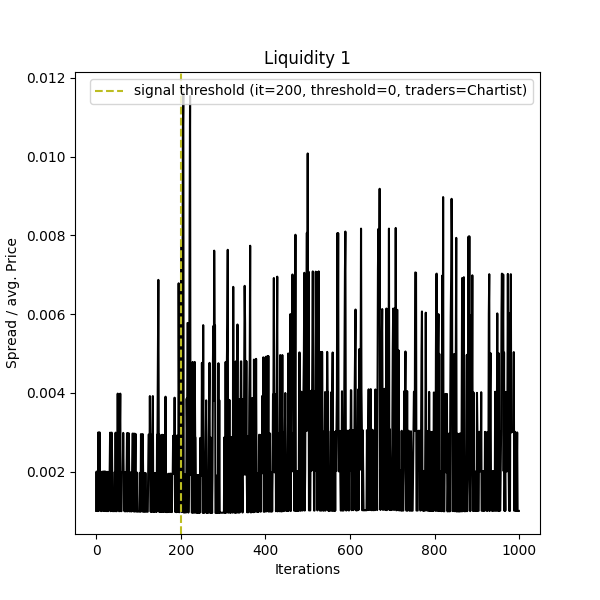 Liquidity 1
signal threshold (it=200, threshold=0, traders=Chartist)
Spread / avg. Price
0.012
0.010
0.008
0.006
0.004
0.002
0 200 400 600 800 1000
Iterations